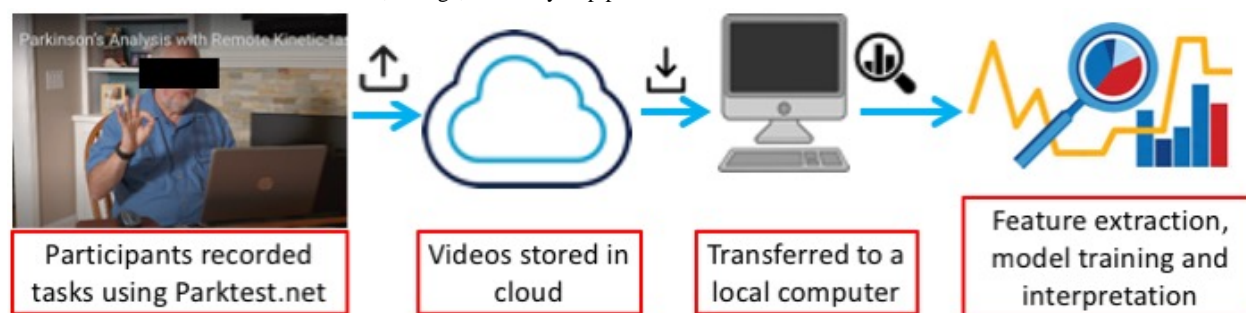 Parkinson's Analysis with Remote Kinetic-tas
Participants recorded
tasks using Parktest.net
Videos stored in
cloud
Transferred to a
local computer
Feature extraction,
model training and
interpretation